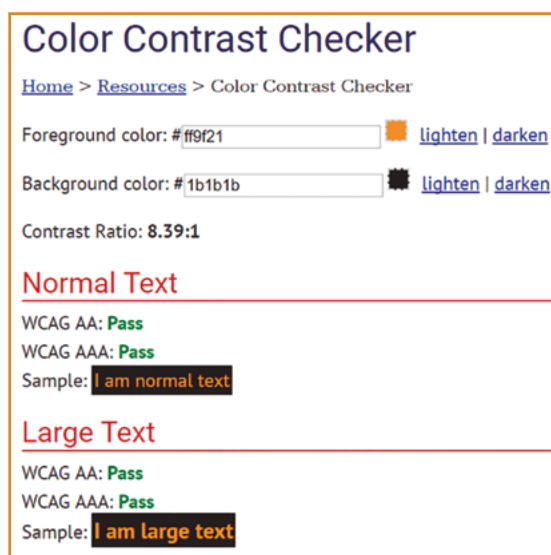 Color Contrast Checker
Home > Resources > Color Contrast Checker
Foreground color: #ff9f21 lighten | darken
Background color: #1b1b1b lighten | darken
Contrast Ratio: 8.39:1
Normal Text
WCAG AA: Pass
WCAG AAA: Pass
Sample: I am normal text
Large Text
WCAG AA: Pass
WCAG AAA: Pass
Sample: I am large text